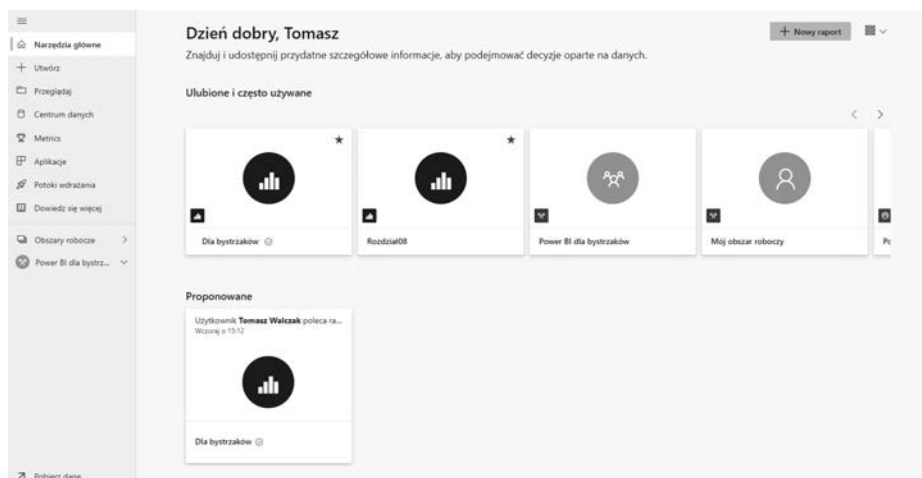 Narzędzia główne
Utwórz
Przeglądaj
Centrum danych
Metrics
Aplikacje
Potoki wdrażania
Dowiedz się więcej
Obszary robocze
Power BI dla bystrz...
Pobierz dane
Dzień dobry, Tomasz
Znajduj i udostępnij przydatne szczegółowe informacje, aby podejmować decyzje oparte na danych.
+ Nowy raport
Ulubione i często używane
Dla bystrzaków
Rozdział08
Power BI dla bystrzaków
Mój obszar roboczy
Proponowane
Użytkownik Tomasz Walczak poleca ra...
Wczoraj o 15:12
Dla bystrzaków